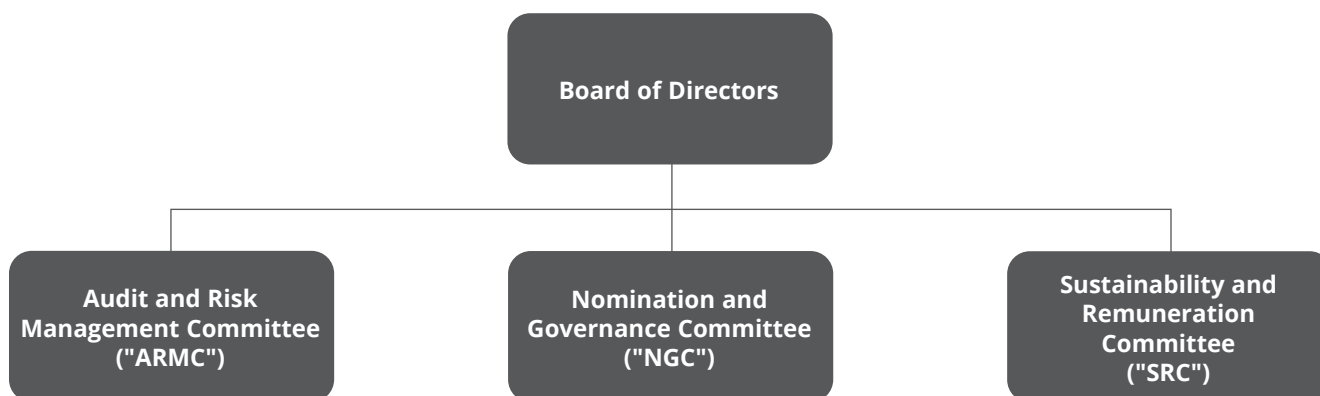 Board of Directors
Audit and Risk
Management Committee
("ARMC")
Nomination and
Governance Committee
("NGC")
Sustainability and
Remuneration
Committee
("SRC")